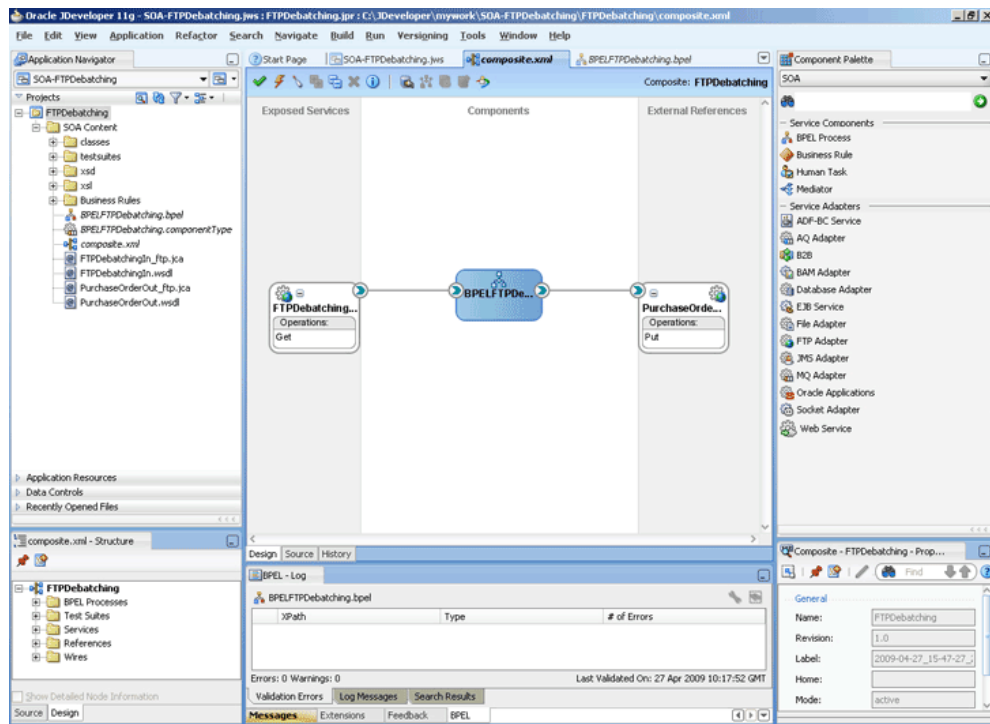 Oracle JDeveloper 11g - SOA-FTPDebatching.jws : FTPDebatching.jpr : C:\JDeveloper\mywork\SOA-FTPDebatching\FTPDebatching\composite.xml
File Edit View Application Refactor Search Navigate Build Run Versigning Tools Window Help
Application Navigator
SOA-FTPDebatching
Projects
FTPDebatching
SOA Content
classes
testsuites
xsd
xsl
Business Rules
BPELFTPDebatching.bpel
BPELFTPDebatching.componentType
composite.xml
FTPDebatchingIn_ftp.jca
FTPDebatchingIn.wsdl
PurchaseOrderOut_ftp.jca
PurchaseOrderOut.wsdl
Application Resources
Data Controls
Recently Opened Files
composite.xml - Structure
FTPDebatching
BPEL Processes
Test Suites
Services
References
Wires
Show Detailed Node Information
Source Design
Start Page SOA-FTPDebatching.jws composite.xml BPELFTPDebatching.bpel
Composite: FTPDebatching
Exposed Services Components External References
FTPDebatching...
Operations:
Get
BPELFTPDe...
PurchaseOrde...
Operations:
Put
Design Source History
BPEL - Log
BPELFTPDebatching.bpel
XPath Type # of Errors
Errors: 0 Warnings: 0 Last Validated On: 27 Apr 2009 10:17:52 GMT
Validation Errors Log Messages Search Results
Messages Extensions Feedback BPEL
Component Palette
SOA
Service Components
BPEL Process
Business Rule
Human Task
Mediator
Service Adapters
ADF-BC Service
AQ Adapter
B2B
BAM Adapter
Database Adapter
EJB Service
File Adapter
FTP Adapter
JMS Adapter
MQ Adapter
Oracle Applications
Socket Adapter
Web Service
Composite - FTPDebatching - Prop...
Find
General
Name: FTPDebatching
Revision: 1.0
Label: 2009-04-27_15-47-27_
Home:
Mode: active